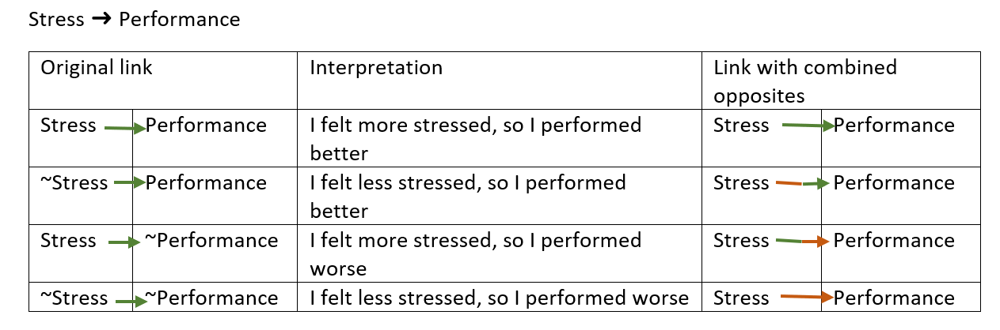 Stress → Performance
Original link Interpretation Link with combined
opposites
Stress Performance I felt more stressed, so I performed Stress Performance
better
~Stress Performance I felt less stressed, so I performed Stress Performance
better
Stress ~Performance I felt more stressed, so I performed Stress Performance
worse
~Stress ~Performance I felt less stressed, so I performed worse Stress Performance